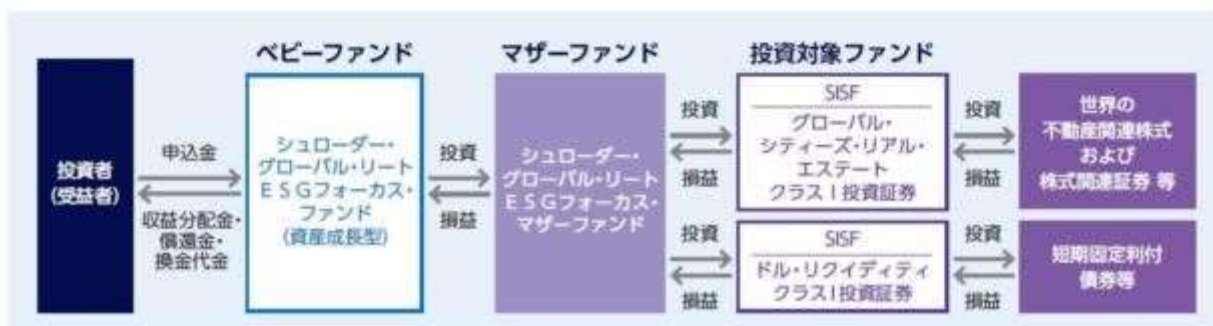 ベビーファンド
マザーファンド
投資対象ファンド
投資者
(受益者)
申込金
収益分配金・
償還金・
換金代金
シュローダー・
グローバル・リート
ESGフォーカス・
ファンド
(資産成長型)
投資
損益
シュローダー・
グローバル・リート
ESGフォーカス・
マザーファンド
投資
損益
SISF
グローバル・
シティーズ・リアル・
エステート
クラスI投資証券
投資
損益
世界の
不動産関連株式
および
株式関連証券 等
投資
損益
SISF
ドル・リクイディティ
クラスI投資証券
投資
損益
短期固定利付
債券等